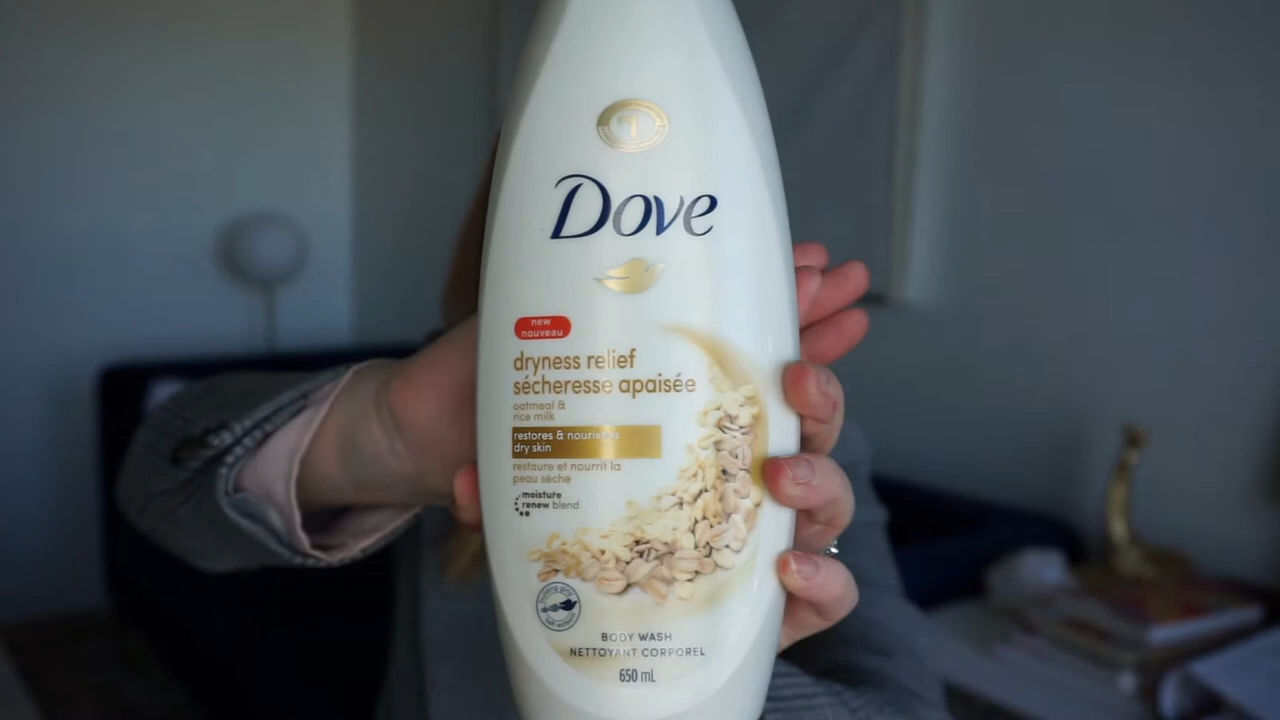 1
Dove
new
nouveau
dryness relief
sécheresse apaisée
oatmeal &
rice milk
restores & nourishes
dry skin
restaure et nourrit la
peau sèche
moisture
renew blend
BODY WASH
NETTOYANT CORPOREL
650 mL